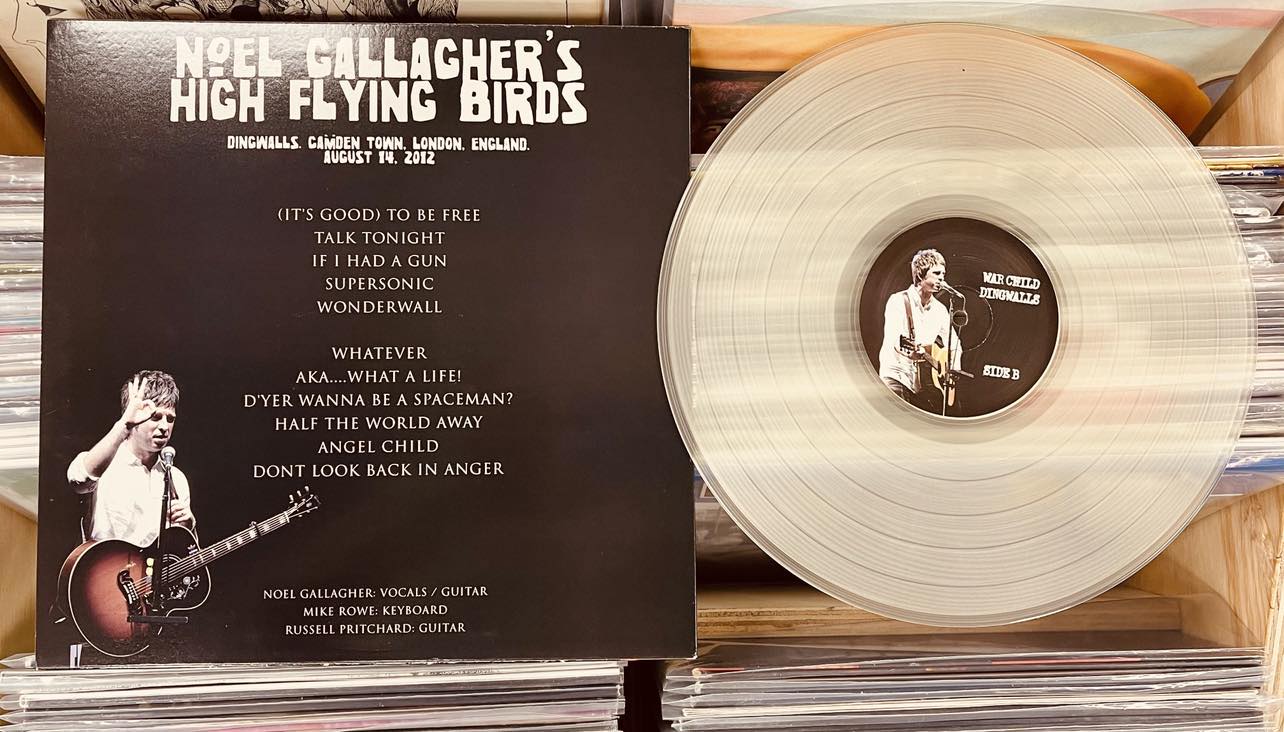 NOEL GALLAGHER'S
HIGH FLYING BIRDS
DINGWALLS. CAMDEN TOWN, LONDON, ENGLAND.
AUGUST 14, 2012
(IT'S GOOD) TO BE FREE
TALK TONIGHT
IF I HAD A GUN
SUPERSONIC
WONDERWALL
WHATEVER
AKA....WHAT A LIFE!
D'YER WANNA BE A SPACEMAN?
HALF THE WORLD AWAY
ANGEL CHILD
DONT LOOK BACK IN ANGER
NOEL GALLAGHER: VOCALS / GUITAR
MIKE ROWE: KEYBOARD
RUSSELL PRITCHARD: GUITAR
WAR CHILD
DINGWALLS
SIDE B